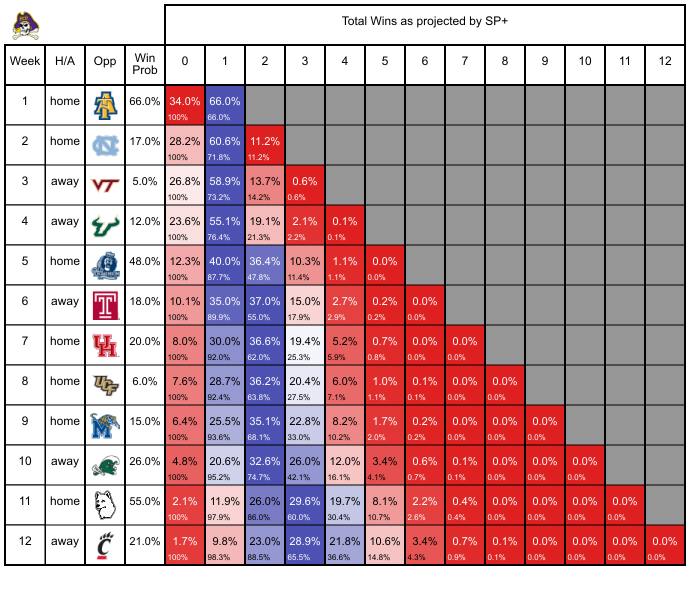 Total Wins as projected by SP+
Week H/A Opp Win Prob 0 1 2 3 4 5 6 7 8 9 10 11 12
1 home 66.0% 34.0% 66.0%
100% 66.0%
2 home 17.0% 28.2% 60.6% 11.2%
100% 71.8% 11.2%
3 away VT 5.0% 26.8% 58.9% 13.7% 0.6%
100% 73.2% 14.2% 0.6%
4 away 12.0% 23.6% 55.1% 19.1% 2.1% 0.1%
100% 76.4% 21.3% 2.2% 0.1%
5 home 48.0% 12.3% 40.0% 36.4% 10.3% 1.1% 0.0%
100% 87.7% 47.8% 11.4% 1.1% 0.0%
6 away T 18.0% 10.1% 35.0% 37.0% 15.0% 2.7% 0.2% 0.0%
100% 89.9% 55.0% 17.9% 2.9% 0.2% 0.0%
7 home UH 20.0% 8.0% 30.0% 36.6% 19.4% 5.2% 0.7% 0.0% 0.0%
100% 92.0% 62.0% 25.3% 5.9% 0.8% 0.0% 0.0%
8 home UCF 6.0% 7.6% 28.7% 36.2% 20.4% 6.0% 1.0% 0.1% 0.0% 0.0%
100% 92.4% 63.8% 27.5% 7.1% 1.1% 0.1% 0.0% 0.0%
9 home M 15.0% 6.4% 25.5% 35.1% 22.8% 8.2% 1.7% 0.2% 0.0% 0.0% 0.0%
100% 93.6% 68.1% 33.0% 10.2% 2.0% 0.2% 0.0% 0.0% 0.0%
10 away 26.0% 4.8% 20.6% 32.6% 26.0% 12.0% 3.4% 0.6% 0.1% 0.0% 0.0% 0.0%
100% 95.2% 74.7% 42.1% 16.1% 4.1% 0.7% 0.1% 0.0% 0.0% 0.0%
11 home 55.0% 2.1% 11.9% 26.0% 29.6% 19.7% 8.1% 2.2% 0.4% 0.0% 0.0% 0.0% 0.0%
100% 97.9% 86.0% 60.0% 30.4% 10.7% 2.6% 0.4% 0.0% 0.0% 0.0% 0.0%
12 away C 21.0% 1.7% 9.8% 23.0% 28.9% 21.8% 10.6% 3.4% 0.7% 0.1% 0.0% 0.0% 0.0% 0.0%
100% 98.3% 88.5% 65.5% 36.6% 14.8% 4.3% 0.9% 0.1% 0.0% 0.0% 0.0% 0.0%